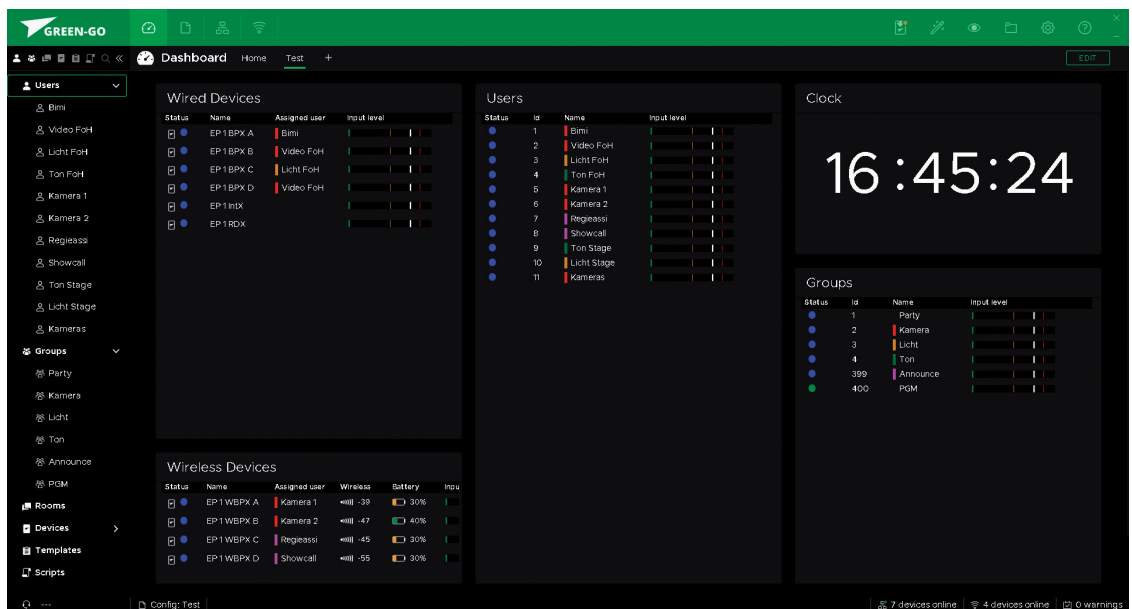 GREEN-GO
Dashboard Home Test +
EDIT
Users
Bimi
Video FoH
Licht FoH
Ton FoH
Kamera 1
Kamera 2
Regieassi
Showcall
Ton Stage
Licht Stage
Kameras
Groups
Party
Kamera
Licht
Ton
Announce
PGM
Rooms
Devices
Templates
Scripts
Wired Devices
Status Name Assigned user Input level
EP 1 BPX A Bimi
EP 1 BPX B Video FoH
EP 1 BPX C Licht FoH
EP 1 BPX D Video FoH
EP 1 IntX
EP 1 RDX
Wireless Devices
Status Name Assigned user Wireless Battery Inpu
EP 1 WBPX A Kamera 1 -39 30%
EP 1 WBPX B Kamera 2 -47 40%
EP 1 WBPX C Regieassi -45 30%
EP 1 WBPX D Showcall -55 30%
Users
Status Id Name Input level
1 Bimi
2 Video FoH
3 Licht FoH
4 Ton FoH
5 Kamera 1
6 Kamera 2
7 Regieassi
8 Showcall
9 Ton Stage
10 Licht Stage
11 Kameras
Clock
16:45:24
Groups
Status Id Name Input level
1 Party
2 Kamera
3 Licht
4 Ton
399 Announce
400 PGM
---
Config: Test
7 devices online
4 devices online
0 warnings